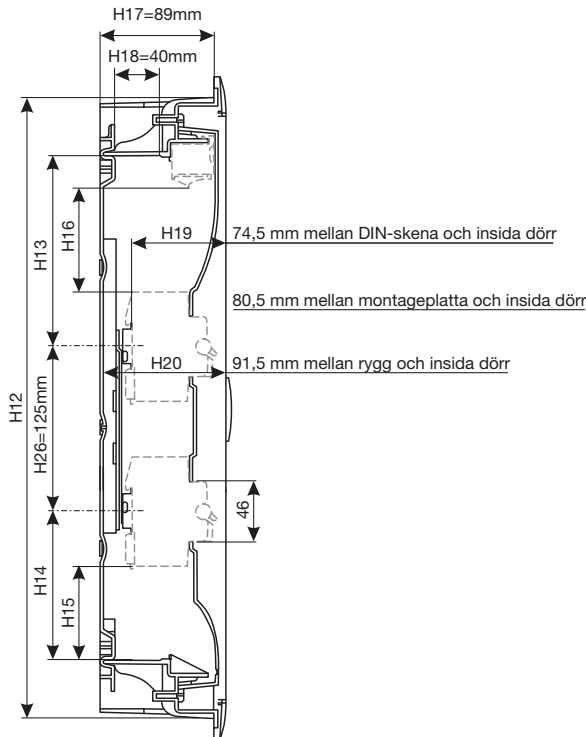 H17=89mm
H18=40mm
H16
H13
H19
74,5 mm mellan DIN-skena och insida dörr
80,5 mm mellan montageplatta och insida dörr
H20
91,5 mm mellan rygg och insida dörr
H12
H26=125mm
46
H14
H15